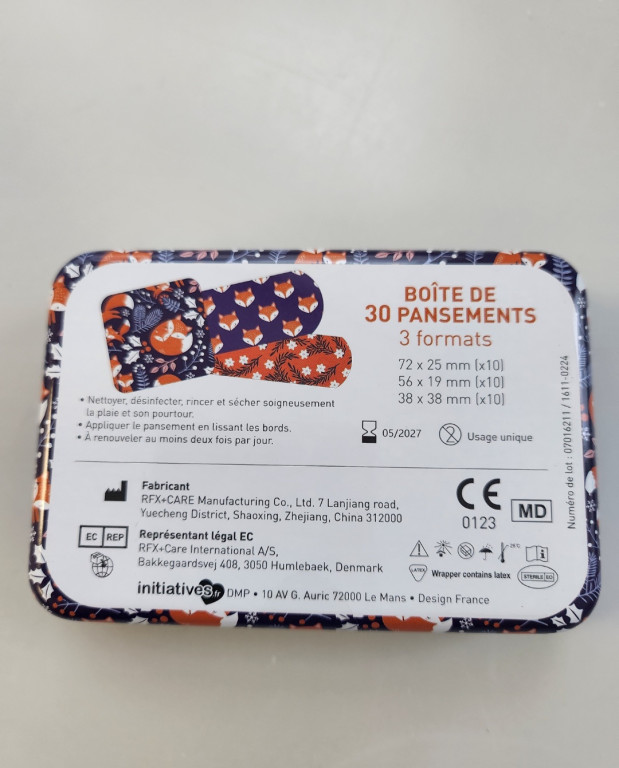 BOÎTE DE
30 PANSEMENTS
3 formats
72 x 25 mm (x10)
56 x 19 mm (x10)
38 x 38 mm (x10)
• Nettoyer, désinfecter, rincer et sécher soigneusement
la plaie et son pourtour.
• Appliquer le pansement en lissant les bords.
• À renouveler au moins deux fois par jour.
05/2027
2
Usage unique
Numéro de lot : 07016211 / 1611-0224
Fabricant
RFX+CARE Manufacturing Co., Ltd. 7 Lanjiang road,
Yuecheng District, Shaoxing, Zhejiang, China 312000
CE
0123
MD
EC REP
Représentant légal EC
RFX+Care International A/S,
Bakkegaardsvej 408, 3050 Humlebaek, Denmark
25°C
LATEX
Wrapper contains latex
STERILE EO
initiatives.fr DMP • 10 AV G. Auric 72000 Le Mans • Design France